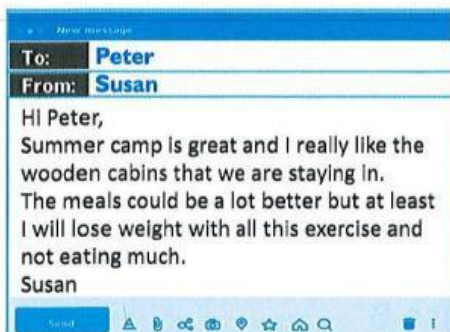 New message
To: Peter
From: Susan
Hi Peter,
Summer camp is great and I really like the
wooden cabins that we are staying in.
The meals could be a lot better but at least
I will lose weight with all this exercise and
not eating much.
Susan
Send